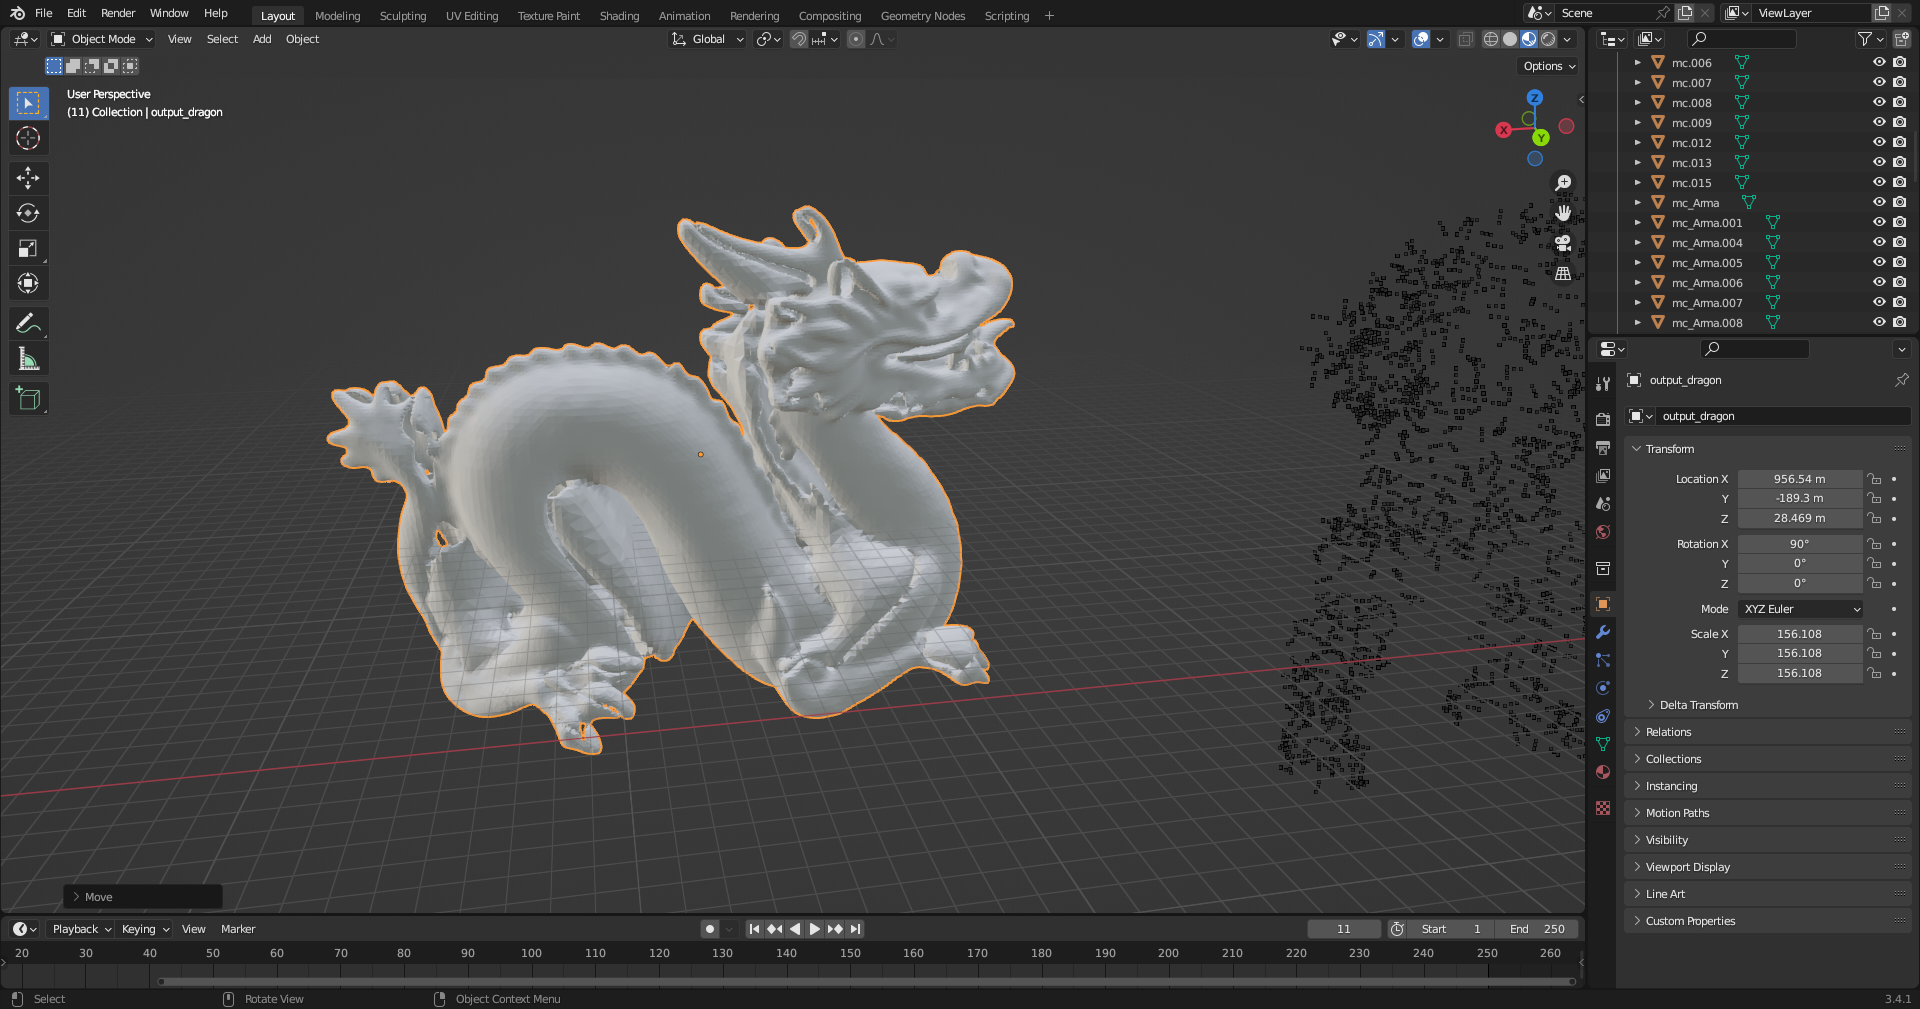 File Edit Render Window Help Layout Modeling Sculpting UV Editing Texture Paint Shading Animation Rendering Compositing Geometry Nodes Scripting + Scene ViewLayer
Object Mode View Select Add Object Global
Options
User Perspective
(11) Collection | output_dragon
Z
X
Y
mc.006
mc.007
mc.008
mc.009
mc.012
mc.013
mc.015
mc_Arma
mc_Arma.001
mc_Arma.004
mc_Arma.005
mc_Arma.006
mc_Arma.007
mc_Arma.008
output_dragon
output_dragon
Transform
Location X 956.54 m
Y -189.3 m
Z 28.469 m
Rotation X 90°
Y 0°
Z 0°
Mode XYZ Euler
Scale X 156.108
Y 156.108
Z 156.108
Delta Transform
Relations
Collections
Instancing
Motion Paths
Visibility
Viewport Display
Line Art
Custom Properties
Move
Playback Keying View Marker 11 Start 1 End 250
20 30 40 50 60 70 80 90 100 110 120 130 140 150 160 170 180 190 200 210 220 230 240 250 260
Select Rotate View Object Context Menu 3.4.1